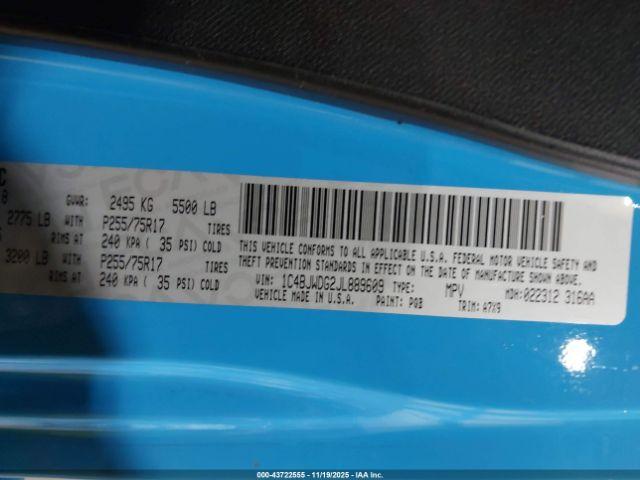 C
8
GVWR: 2495 KG 5500 LB
2775 LB WITH P255/75R17 TIRES
RIMS AT 240 KPA ( 35 PSI) COLD
3200 LB WITH P255/75R17 TIRES
RIMS AT 240 KPA ( 35 PSI) COLD
THIS VEHICLE CONFORMS TO ALL APPLICABLE U.S.A. FEDERAL MOTOR VEHICLE SAFETY AND
THEFT PREVENTION STANDARDS IN EFFECT ON THE DATE OF MANUFACTURE SHOWN ABOVE.
VIN: 1C4BJWDG2JL889609 TYPE: MPV MDH: 022312 316AA
VEHICLE MADE IN U.S.A. PAINT: PQB TRIM: A7X9
000-43722555 - 11/19/2025 - IAA Inc.